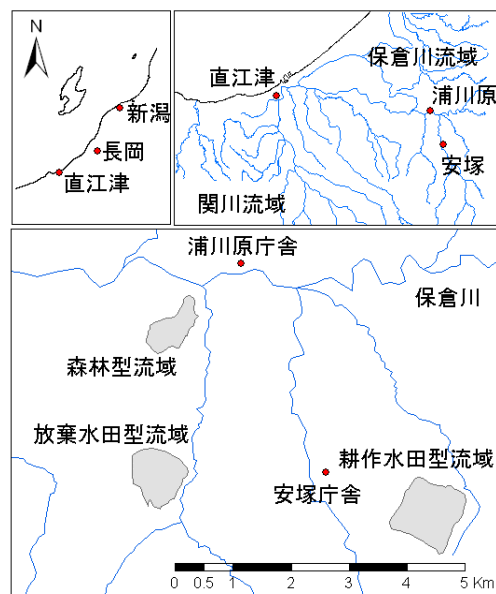 N
新潟
長岡
直江津
保倉川流域
直江津
浦川原
安塚
関川流域
浦川原庁舎
保倉川
森林型流域
放棄水田型流域
耕作水田型流域
安塚庁舎
0 0.5 1 2 3 4 5 Km